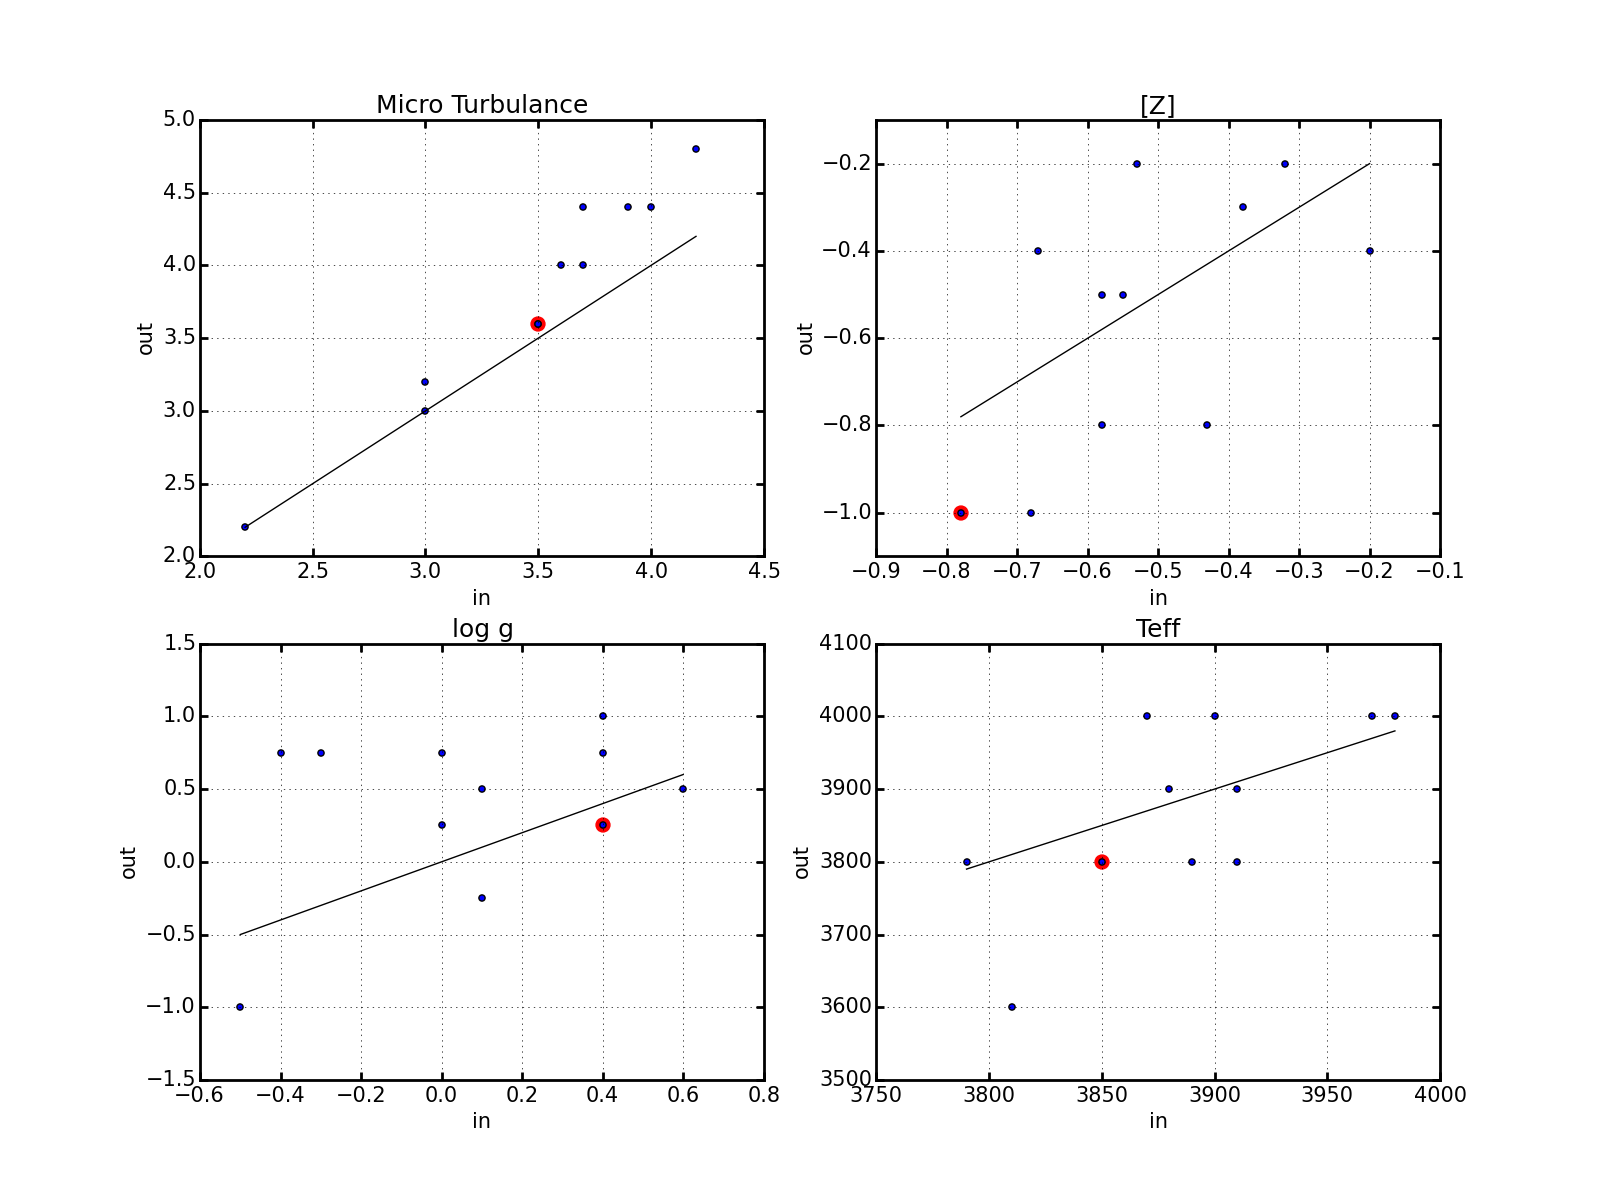 Micro Turbulance
5.0
4.5
4.0
3.5
3.0
2.5
2.0
out
2.0 2.5 3.0 3.5 4.0 4.5
in
[Z]
−0.2
−0.4
−0.6
−0.8
−1.0
out
−0.9 −0.8 −0.7 −0.6 −0.5 −0.4 −0.3 −0.2 −0.1
in
log g
1.5
1.0
0.5
0.0
−0.5
−1.0
−1.5
out
−0.6 −0.4 −0.2 0.0 0.2 0.4 0.6 0.8
in
Teff
4100
4000
3900
3800
3700
3600
3500
out
3750 3800 3850 3900 3950 4000
in